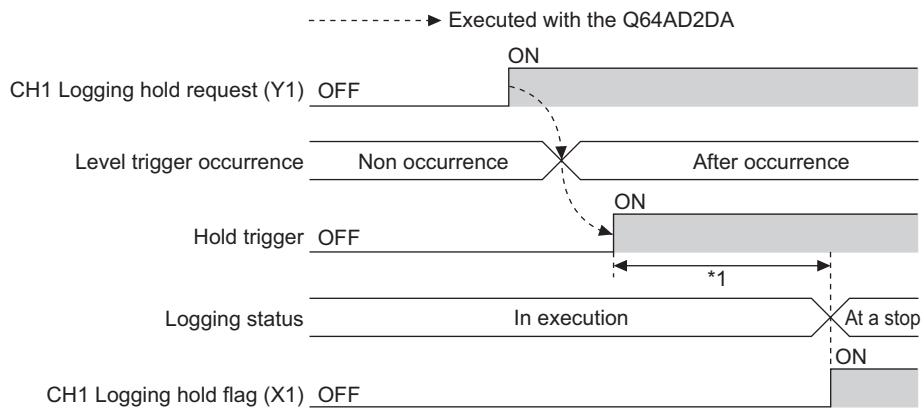 Executed with the Q64AD2DA
ON
CH1 Logging hold request (Y1) OFF
Level trigger occurrence Non occurrence After occurrence
ON
Hold trigger OFF
*1
Logging status In execution At a stop
ON
CH1 Logging hold flag (X1) OFF